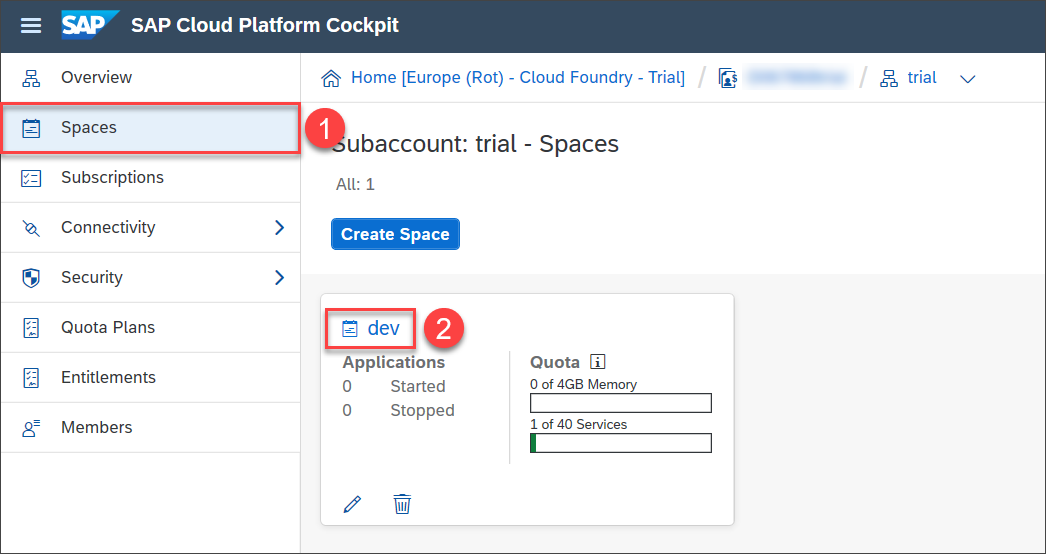 SAP SAP Cloud Platform Cockpit
Overview
Spaces
Subscriptions
Connectivity
Security
Quota Plans
Entitlements
Members
Home [Europe (Rot) - Cloud Foundry - Trial] / / trial
1
Subaccount: trial - Spaces
All: 1
Create Space
dev
2
Applications
0 Started
0 Stopped
Quota
0 of 4GB Memory
1 of 40 Services